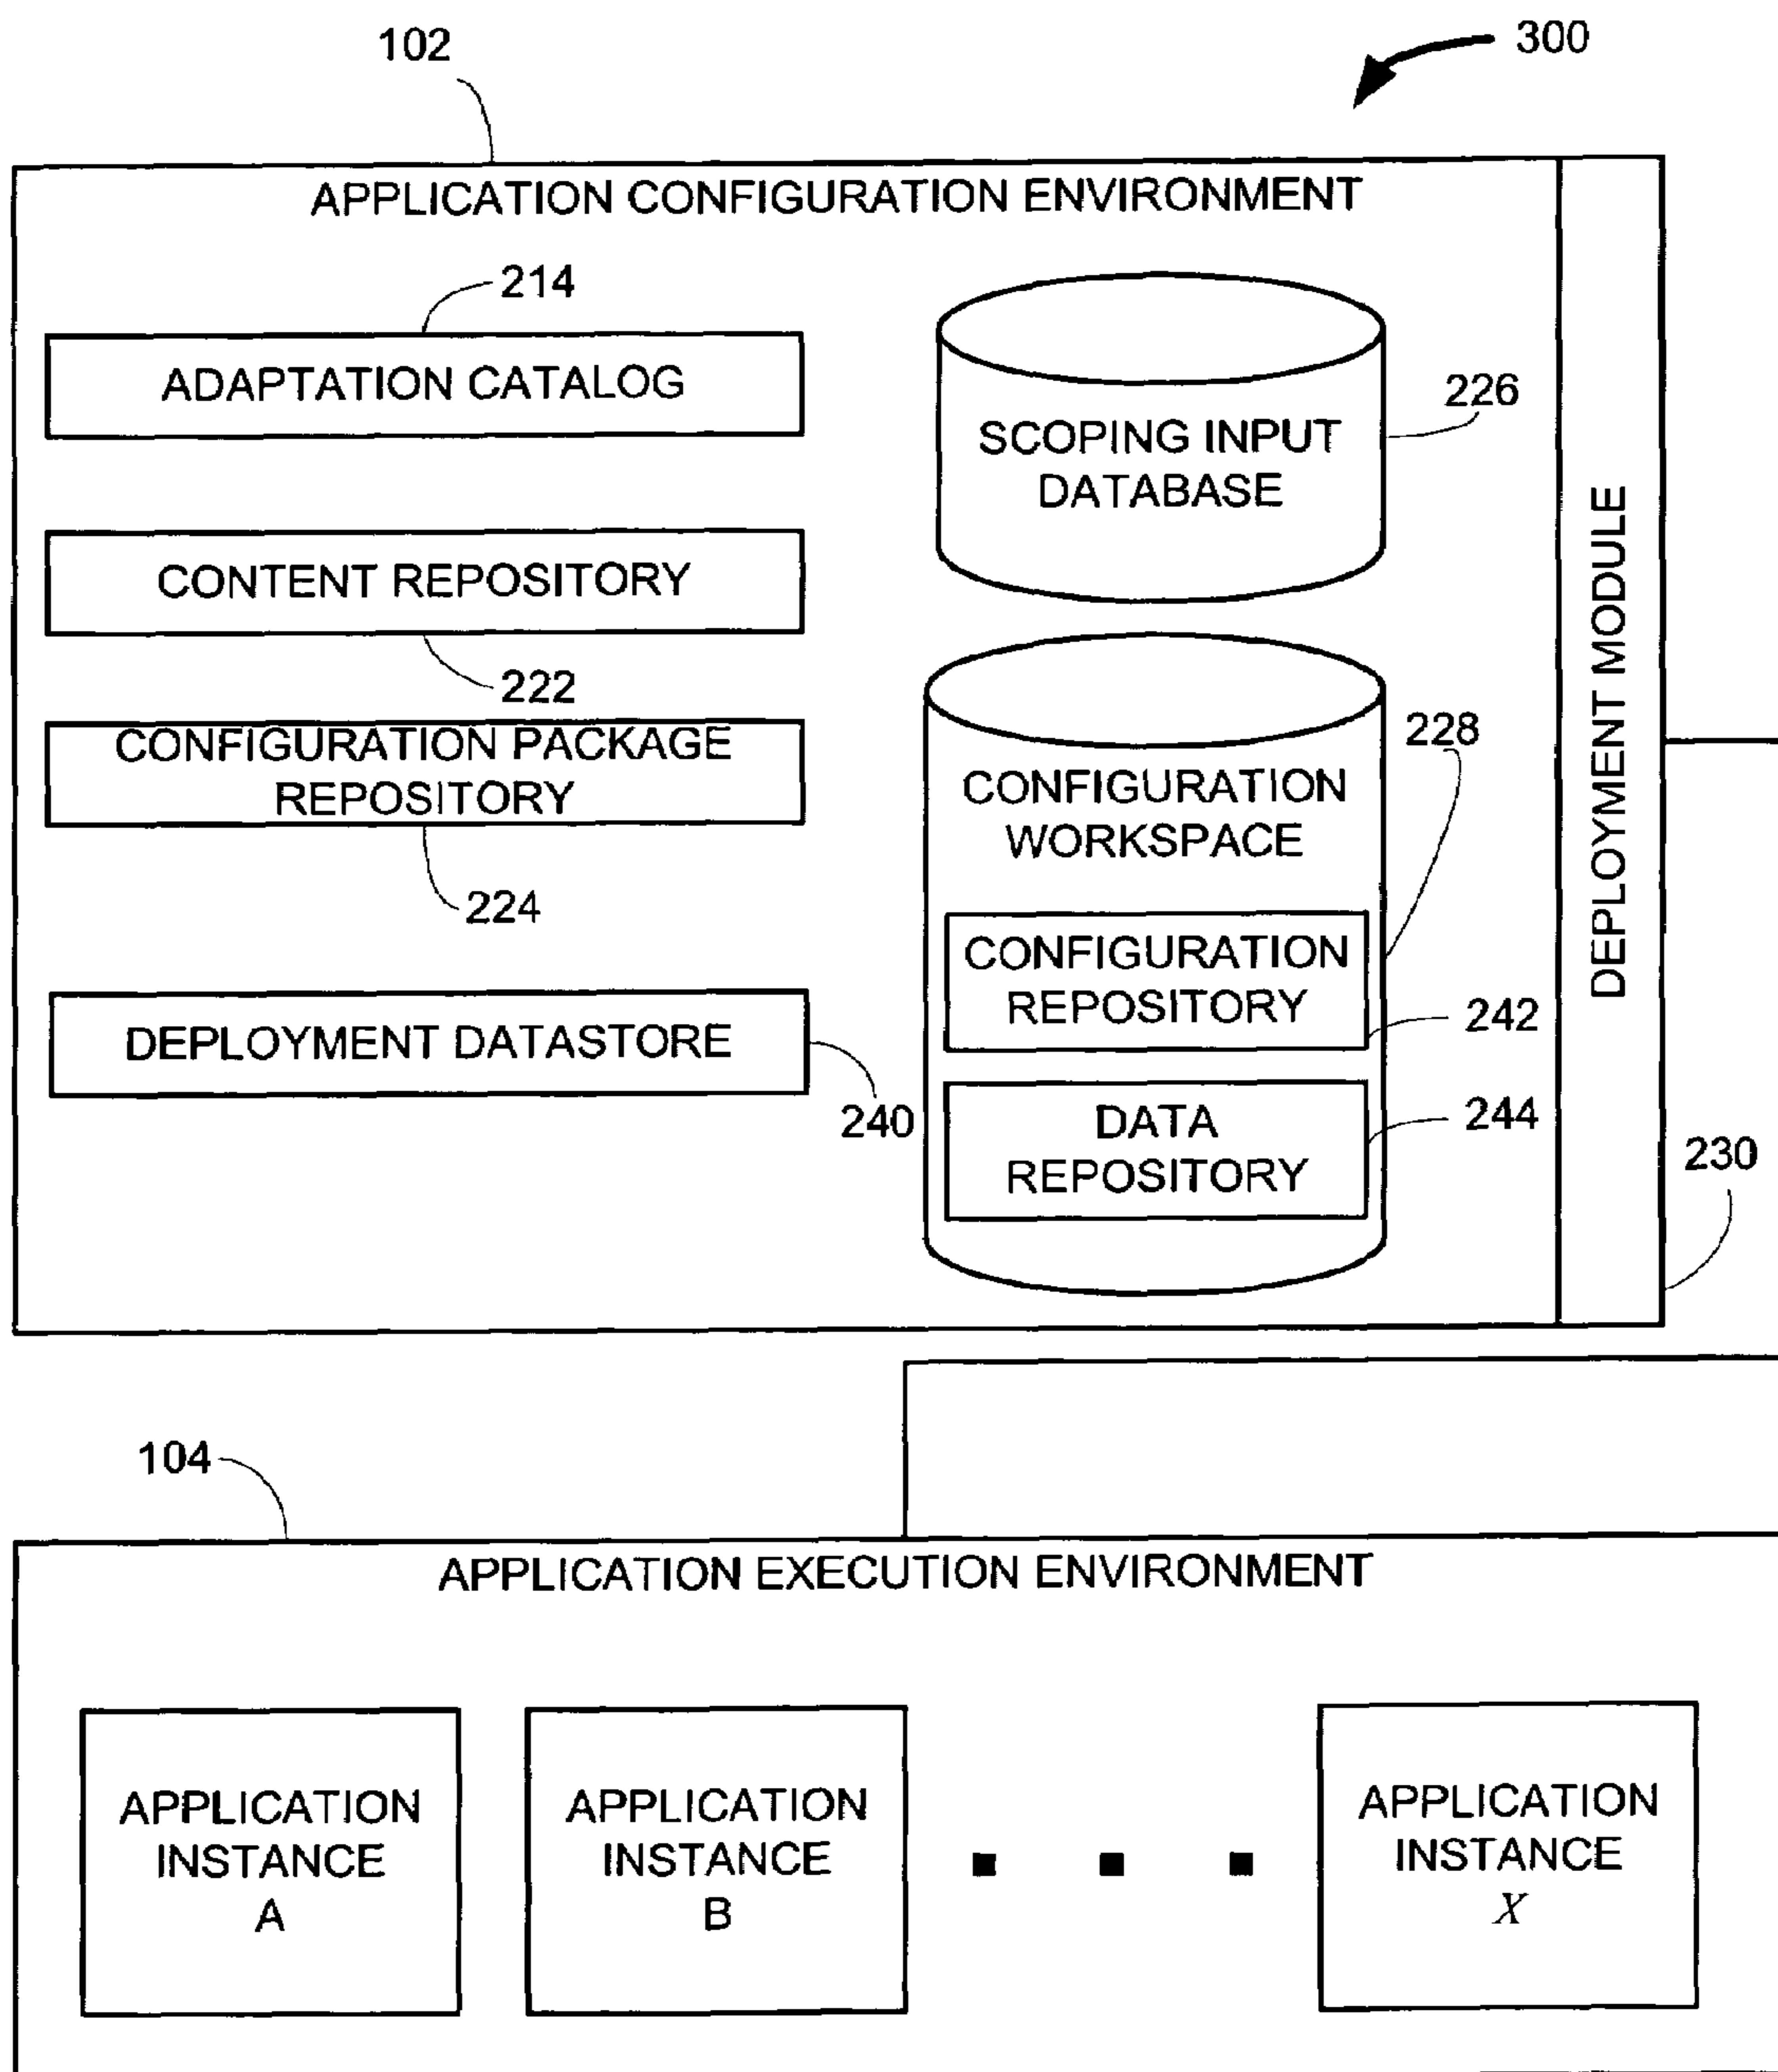 102
300
APPLICATION CONFIGURATION ENVIRONMENT
214
ADAPTATION CATALOG
226
SCOPING INPUT
DATABASE
CONTENT REPOSITORY
222
CONFIGURATION PACKAGE
REPOSITORY
224
228
CONFIGURATION
WORKSPACE
CONFIGURATION
REPOSITORY
242
DEPLOYMENT DATASTORE
240
DATA
REPOSITORY
244
DEPLOYMENT MODULE
230
104
APPLICATION EXECUTION ENVIRONMENT
APPLICATION
INSTANCE
A
APPLICATION
INSTANCE
B
APPLICATION
INSTANCE
X